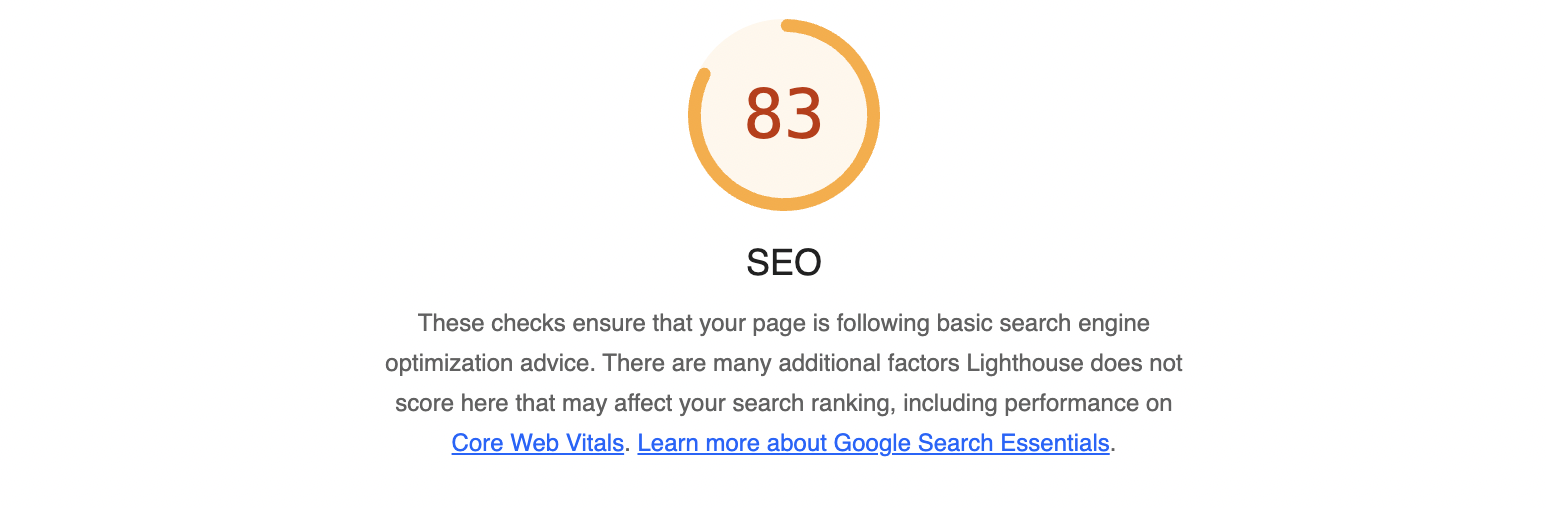 83
SEO
These checks ensure that your page is following basic search engine
optimization advice. There are many additional factors Lighthouse does not
score here that may affect your search ranking, including performance on
Core Web Vitals. Learn more about Google Search Essentials.